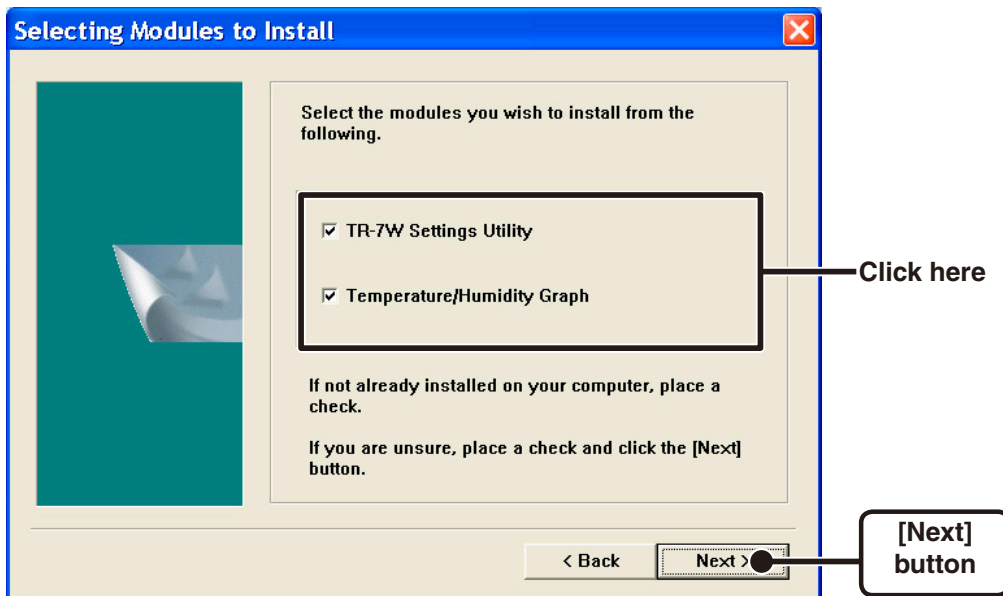 Selecting Modules to Install
Select the modules you wish to install from the
following.
TR-7W Settings Utility
Click here
Temperature/Humidity Graph
If not already installed on your computer, place a
check.
If you are unsure, place a check and click the [Next]
button.
[Next]
button
< Back
Next >